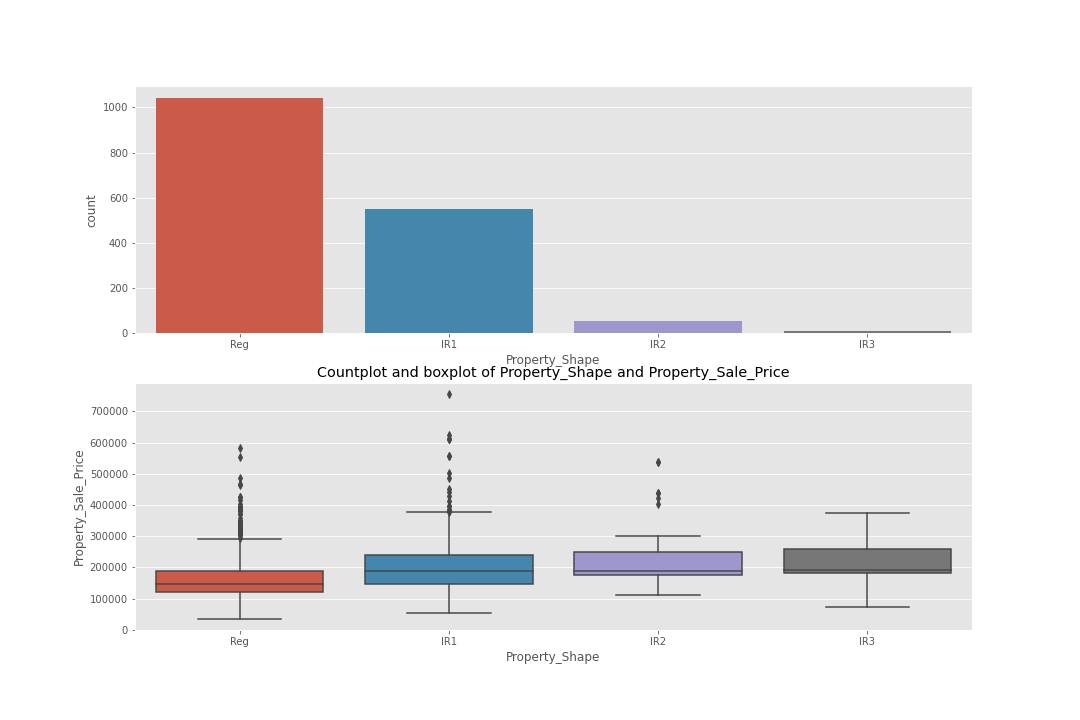 1000
800
600
400
200
0
count
Reg IR1 IR2 IR3
Property_Shape
Countplot and boxplot of Property_Shape and Property_Sale_Price
700000
600000
500000
400000
300000
200000
100000
0
Property_Sale_Price
Reg IR1 IR2 IR3
Property_Shape